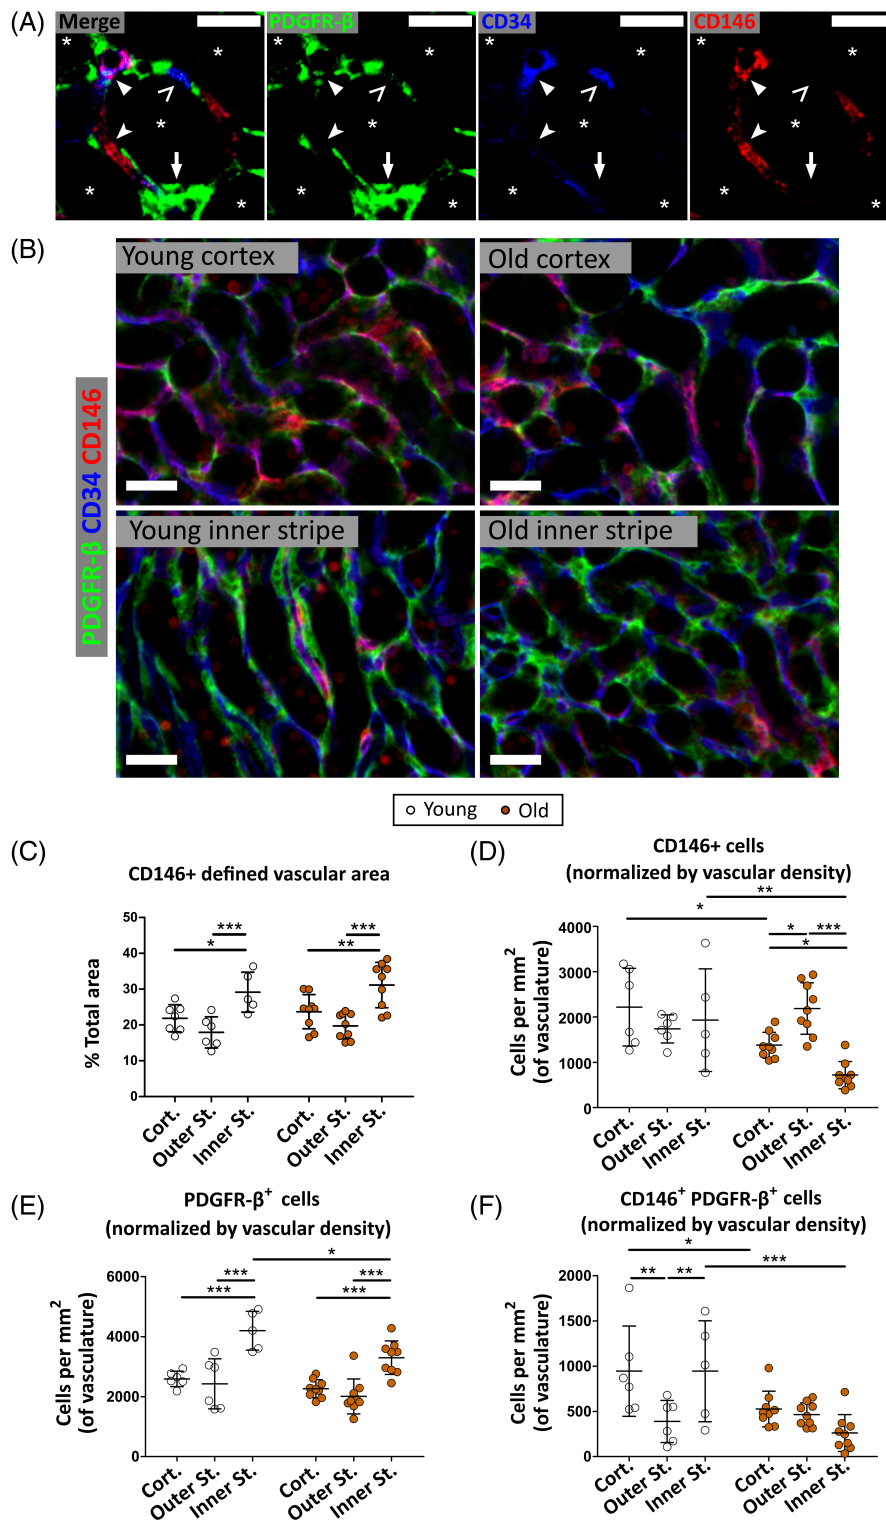 (A)
Merge
PDGFR-β
CD34
CD146
* * * * *
* * * * *
* * * * *
* * * * *
(B)
Young cortex
Old cortex
PDGFR-β CD34 CD146
Young inner stripe
Old inner stripe
Young Old
(C)
CD146+ defined vascular area
***
*
***
**
% Total area
50
40
30
20
10
0
Cort.
Outer St.
Inner St.
Cort.
Outer St.
Inner St.
(D)
CD146+ cells
(normalized by vascular density)
**
*
*
***
*
Cells per mm²
(of vasculature)
4000
3000
2000
1000
0
Cort.
Outer St.
Inner St.
Cort.
Outer St.
Inner St.
(E)
PDGFR-β⁺ cells
(normalized by vascular density)
*
***
***
***
***
Cells per mm²
(of vasculature)
6000
4000
2000
0
Cort.
Outer St.
Inner St.
Cort.
Outer St.
Inner St.
(F)
CD146⁺ PDGFR-β⁺ cells
(normalized by vascular density)
*
**
**
***
Cells per mm²
(of vasculature)
2000
1500
1000
500
0
Cort.
Outer St.
Inner St.
Cort.
Outer St.
Inner St.